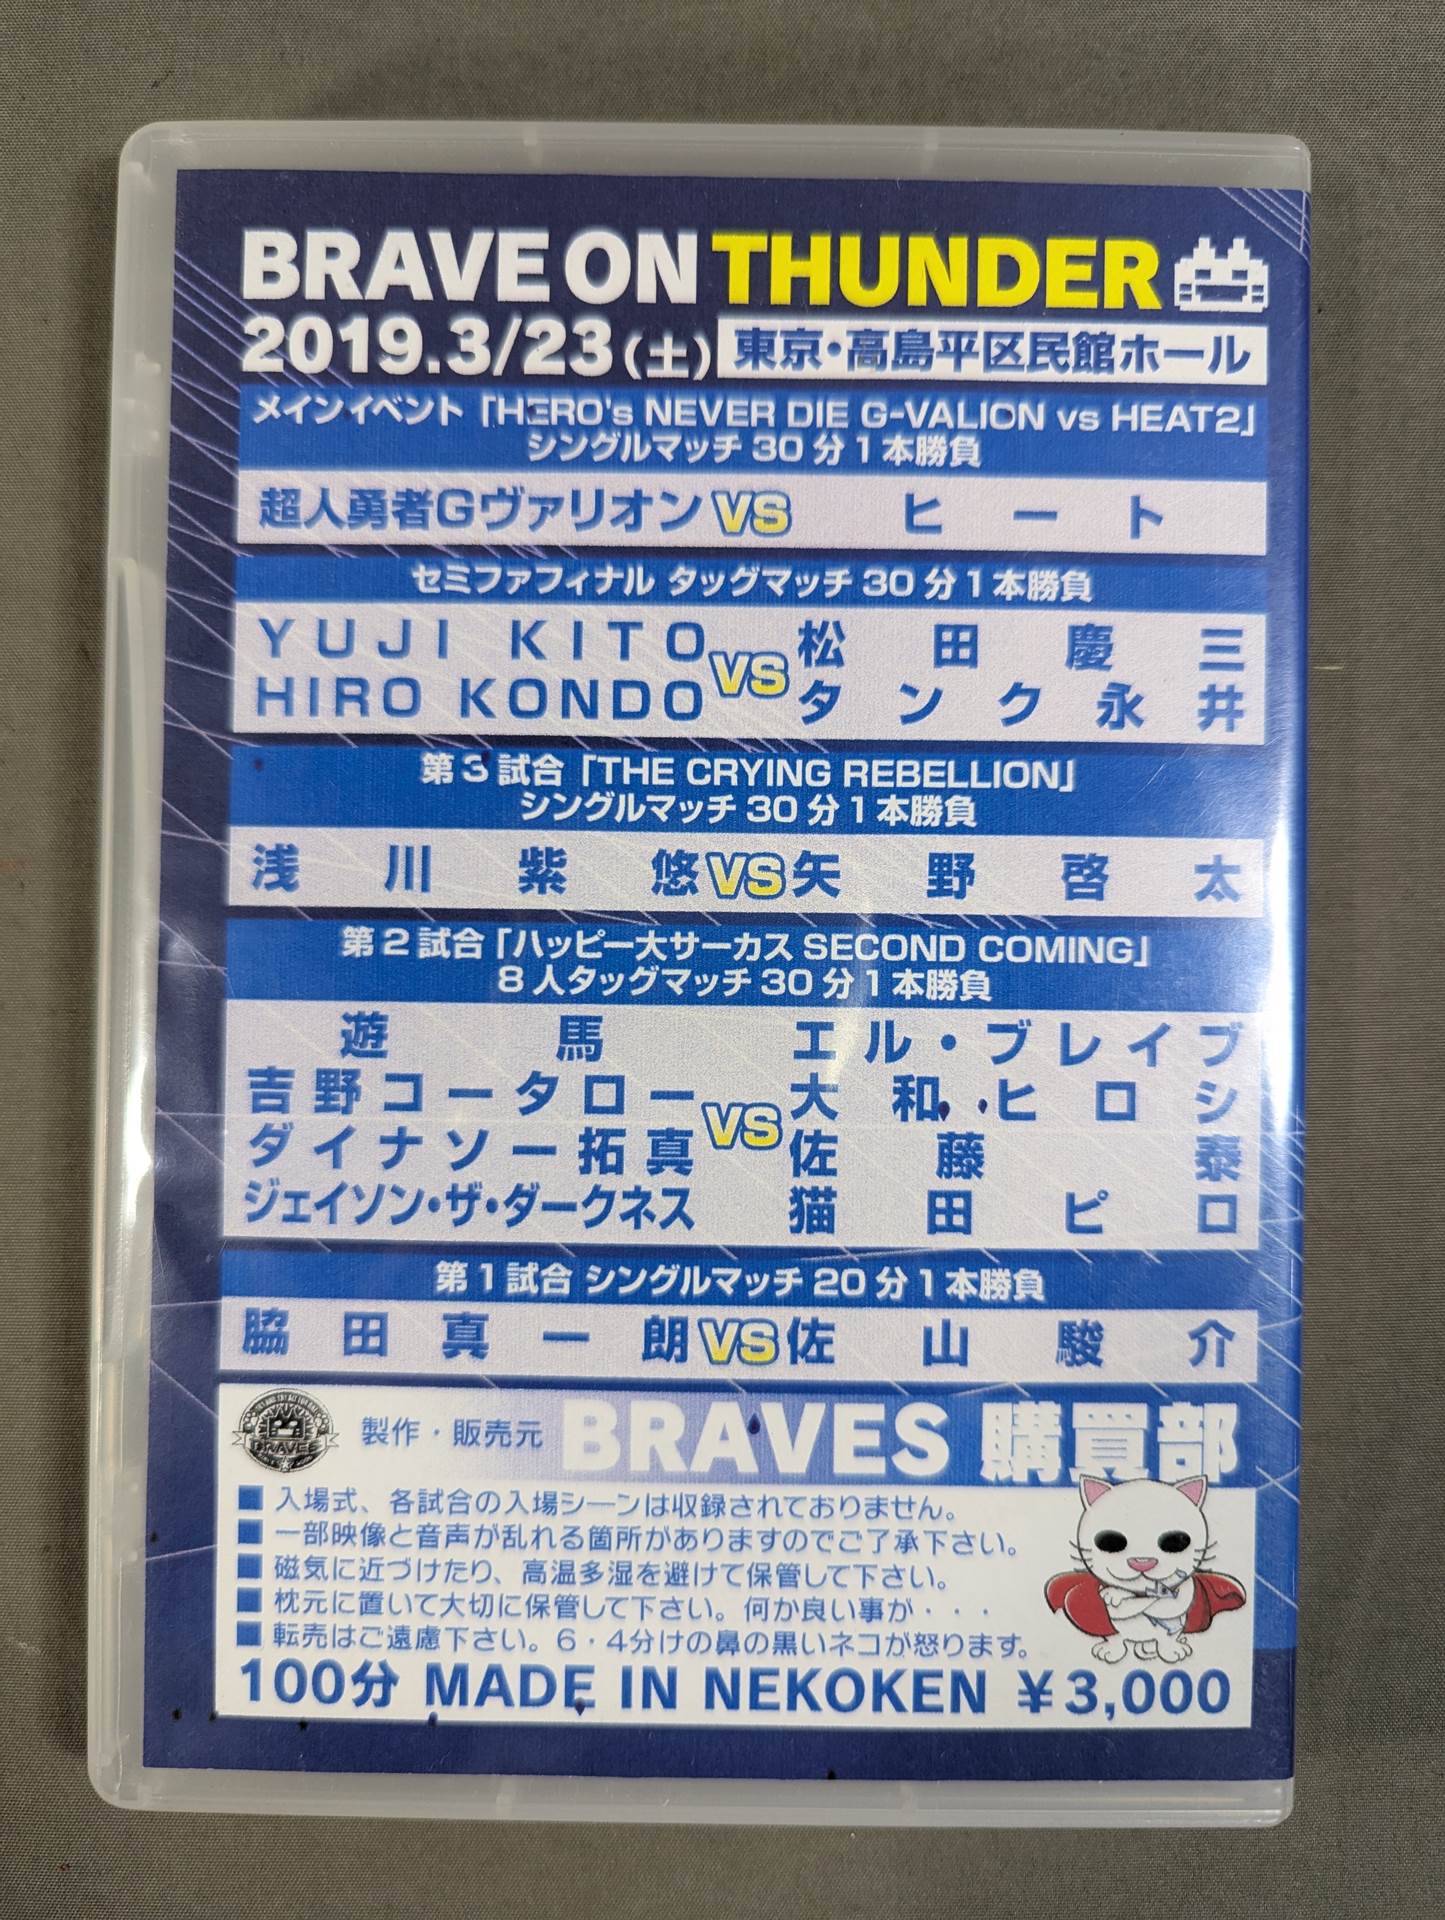 BRAVE ON THUNDER
2019.3/23(土) 東京・高島平区民館ホール
メインイベント「HERO's NEVER DIE G-VALION vs HEAT2」
シングルマッチ 30 分 1 本勝負
超人勇者Gヴァリオン VS ヒート
セミファフィナル タッグマッチ 30 分 1 本勝負
YUJI KITO VS 松田慶三
HIRO KONDO タンク永井
第 3 試合「THE CRYING REBELLION」
シングルマッチ 30 分 1 本勝負
浅川紫悠 VS 矢野啓太
第 2 試合「ハッピー大サーカス SECOND COMING」
8 人タッグマッチ 30 分 1 本勝負
遊馬 エル・ブレイブ
吉野コータロー VS 大和ヒロシ
ダイナソー拓真 佐藤泰
ジェイソン・ザ・ダークネス 猫田ピロ
第 1 試合 シングルマッチ 20 分 1 本勝負
脇田真一朗 VS 佐山駿介
BRAVES
製作・販売元 BRAVES 購買部
■ 入場式、各試合の入場シーンは収録されておりません。
■ 一部映像と音声が乱れる箇所がありますのでご了承下さい。
■ 磁気に近づけたり、高温多湿を避けて保管して下さい。
■ 枕元に置いて大切に保管して下さい。何か良い事が・・・
■ 転売はご遠慮下さい。6・4分けの鼻の黒いネコが怒ります。
100分 MADE IN NEKOKEN ¥3,000